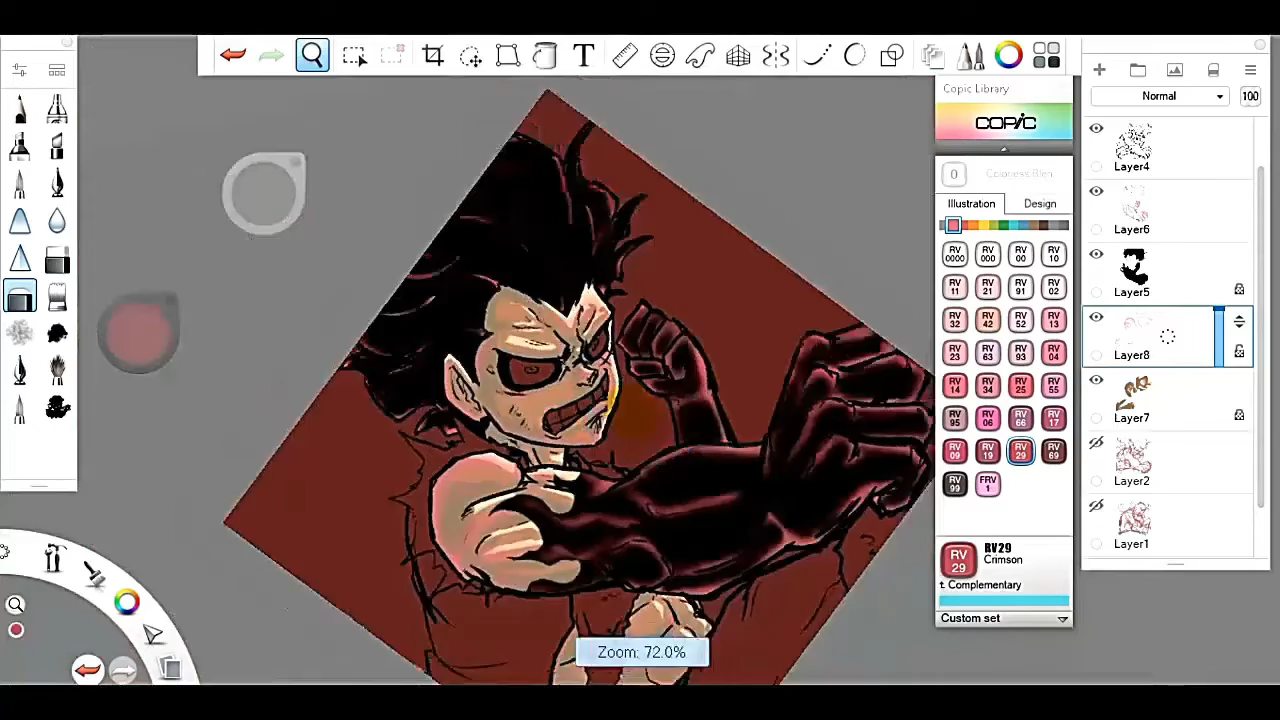 T
Copic Library
COPIC
0 Colorless Blen
Illustration Design
RV 0000 RV 000 RV 00 RV 10
RV 11 RV 21 RV 91 RV 02
RV 32 RV 42 RV 52 RV 13
RV 23 RV 63 RV 93 RV 04
RV 14 RV 34 RV 25 RV 55
RV 95 RV 06 RV 66 RV 17
RV 09 RV 19 RV 29 RV 69
RV 99 FRV 1
RV 29 RV29
Crimson
t. Complementary
Custom set
Normal 100
Layer4
Layer6
Layer5
Layer8
Layer7
Layer2
Layer1
Zoom: 72.0%